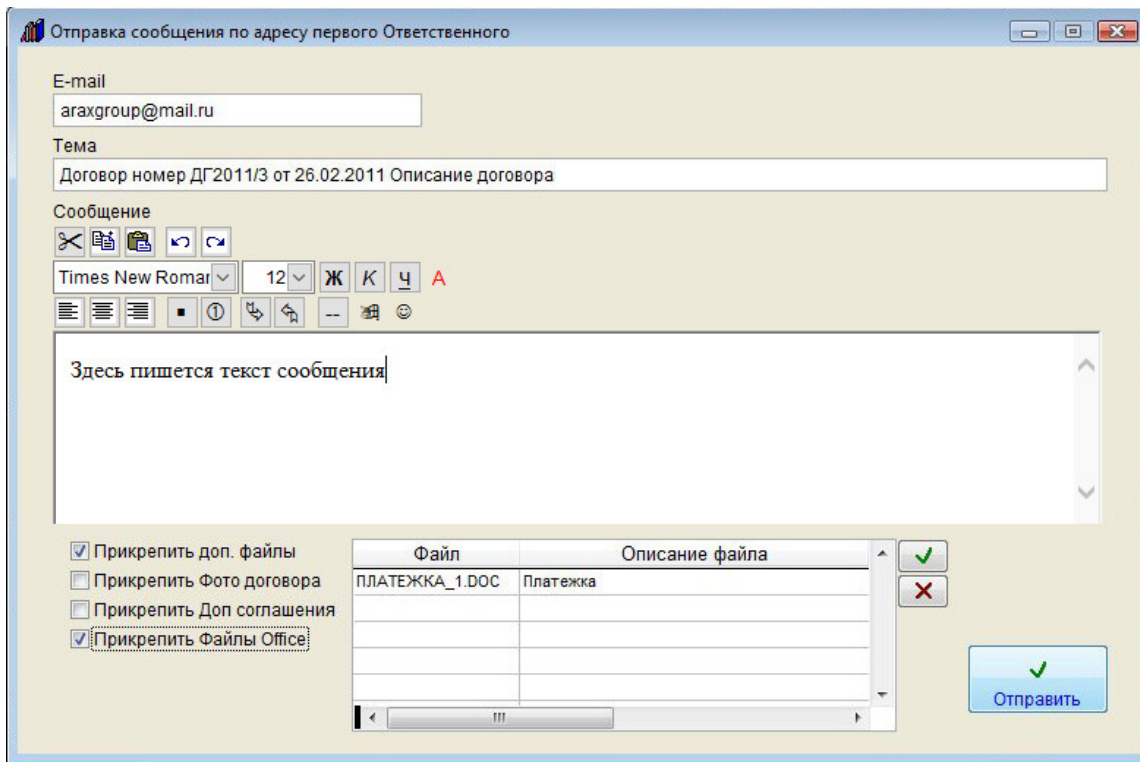 Отправка сообщения по адресу первого Ответственного
E-mail
araxgroup@mail.ru
Тема
Договор номер ДГ2011/3 от 26.02.2011 Описание договора
Сообщение
Times New Romar 12 Ж К Ч А
Здесь пишется текст сообщения
Прикрепить доп. файлы
Прикрепить Фото договора
Прикрепить Доп соглашения
Прикрепить Файлы Office
Файл Описание файла
ПЛАТЕЖКА_1.DOC Платежка
Отправить